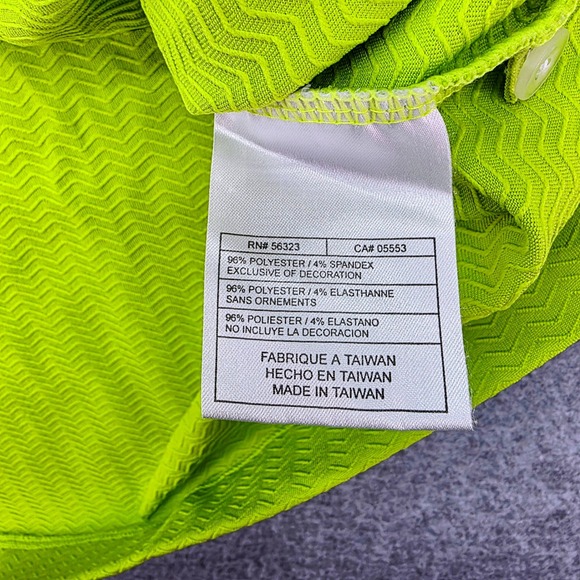 RN# 56323 CA# 05553
96% POLYESTER / 4% SPANDEX
EXCLUSIVE OF DECORATION
96% POLYESTER / 4% ELASTHANNE
SANS ORNEMENTS
96% POLIESTER / 4% ELASTANO
NO INCLUYE LA DECORACION
FABRIQUE A TAIWAN
HECHO EN TAIWAN
MADE IN TAIWAN